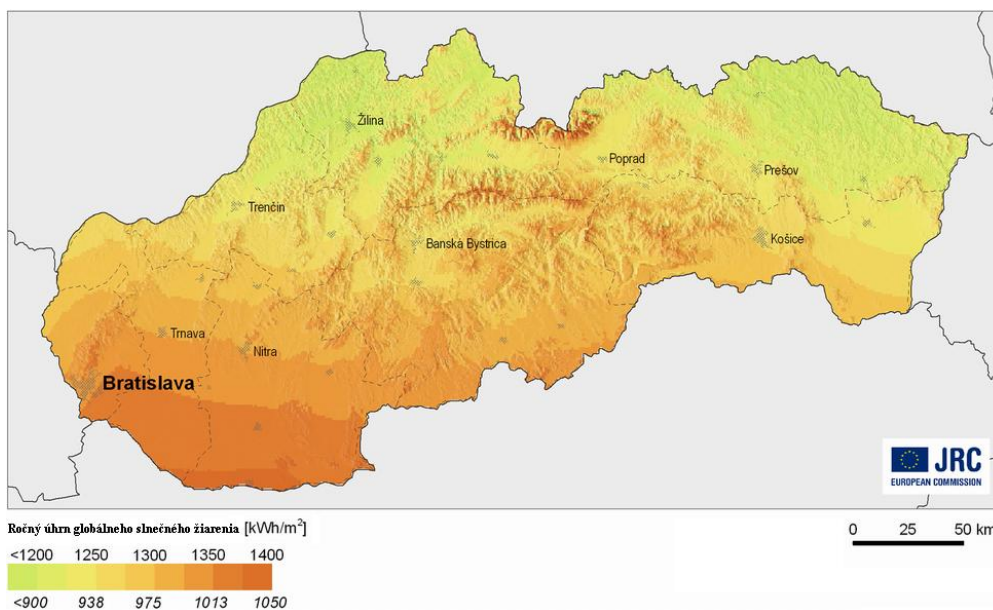 Žilina
Poprad
Prešov
Trenčín
Košice
Banská Bystrica
Trnava
Nitra
Bratislava
JRC
EUROPEAN COMMISSION
Ročný úhrn globálneho slnečného žiarenia [kWh/m²]
0 25 50 km
<1200 1250 1300 1350 1400
<900 938 975 1013 1050